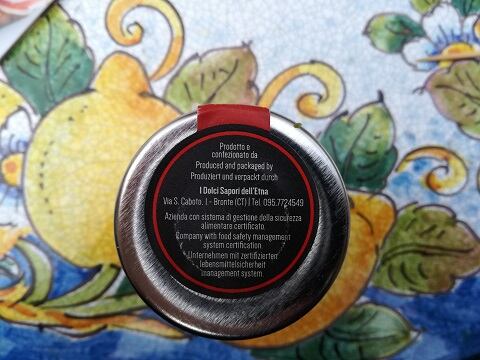 Prodotto e
confezionato da
Produced and packaged by
Produziert und verpackt durch
I Dolci Sapori dell'Etna
Via S. Caboto, 1 - Bronte (CT) | Tel. 095.7724549
Azienda con sistema di gestione della sicurezza
alimentare certificato.
Company with food safety management
system certification.
Unternehmen mit zertifizierten
lebensmittelsicherheit
management system.